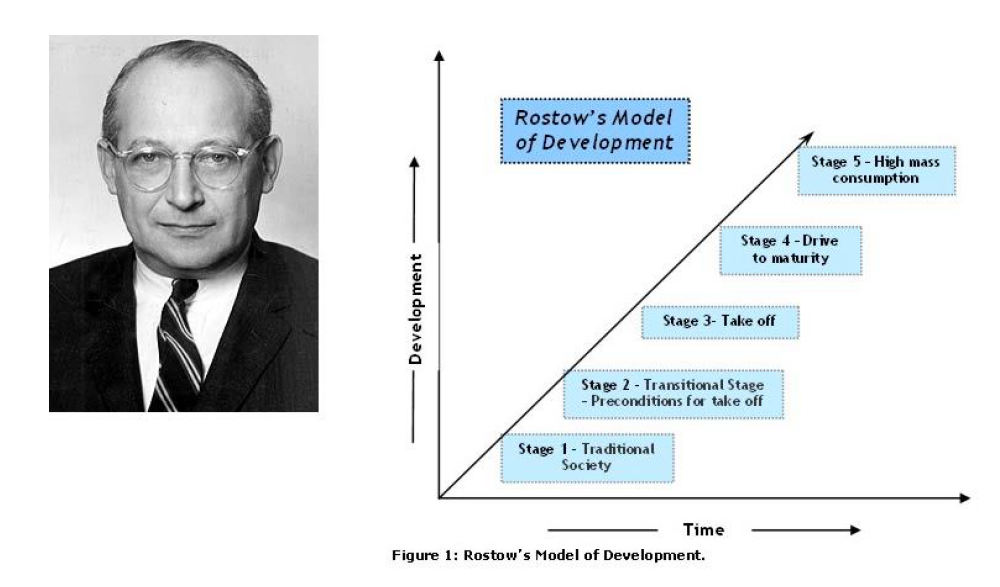 Rostow's Model
of Development
Stage 5 - High mass
consumption
Stage 4 - Drive
to maturity
Stage 3- Take off
Stage 2 - Transitional Stage
- Preconditions for take off
Stage 1 - Traditional
Society
Development
Time
Figure 1: Rostow's Model of Development.